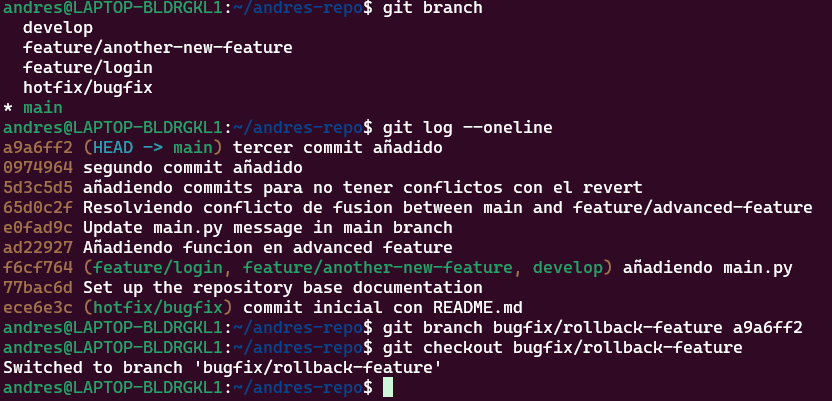 andres@LAPTOP-BLDRGKL1:~/andres-repo$ git branch
  develop
  feature/another-new-feature
  feature/login
  hotfix/bugfix
* main
andres@LAPTOP-BLDRGKL1:~/andres-repo$ git log --oneline
a9a6ff2 (HEAD -> main) tercer commit añadido
0974964 segundo commit añadido
5d3c5d5 añadiendo commits para no tener conflictos con el revert
65d0c2f Resolviendo conflicto de fusion between main and feature/advanced-feature
e0fad9c Update main.py message in main branch
ad22927 Añadiendo funcion en advanced feature
f6cf764 (feature/login, feature/another-new-feature, develop) añadiendo main.py
77bac6d Set up the repository base documentation
ece6e3c (hotfix/bugfix) commit inicial con README.md
andres@LAPTOP-BLDRGKL1:~/andres-repo$ git branch bugfix/rollback-feature a9a6ff2
andres@LAPTOP-BLDRGKL1:~/andres-repo$ git checkout bugfix/rollback-feature
Switched to branch 'bugfix/rollback-feature'
andres@LAPTOP-BLDRGKL1:~/andres-repo$